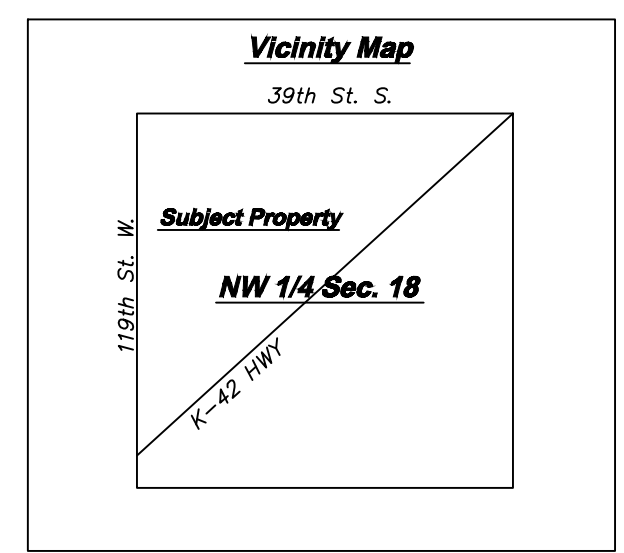 Vicinity Map
39th St. S.
Subject Property
119th St. W.
NW 1/4 Sec. 18
K-42 HWY